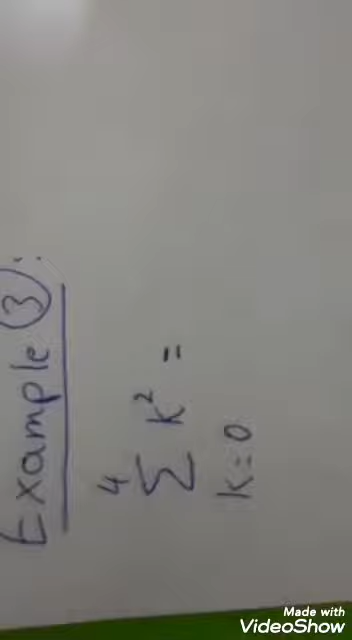 Example ③:
4
∑ k² =
k=0
Made with
VideoShow